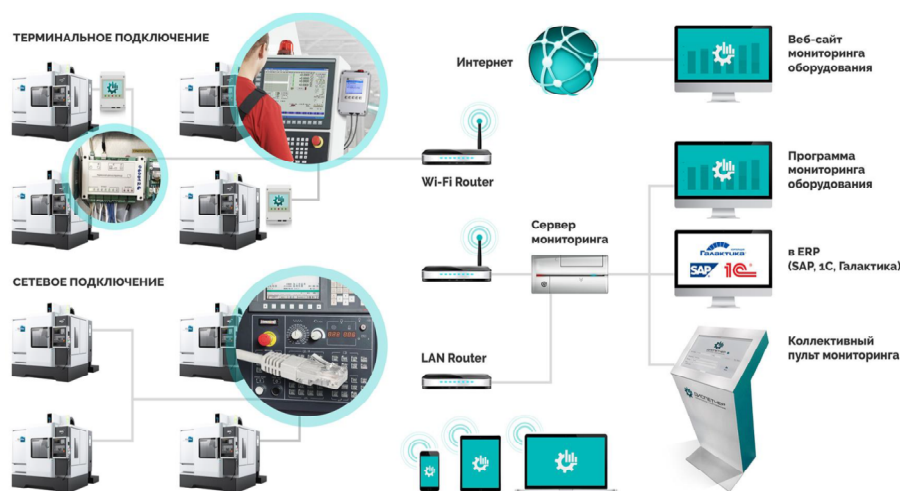 ТЕРМИНАЛЬНОЕ ПОДКЛЮЧЕНИЕ
Интернет
Веб-сайт
мониторинга
оборудования
Wi-Fi Router
Программа
мониторинга
оборудования
Сервер
мониторинга
Галактика
SAP
1С
в ERP
(SAP, 1С, Галактика)
СЕТЕВОЕ ПОДКЛЮЧЕНИЕ
LAN Router
Коллективный
пульт мониторинга